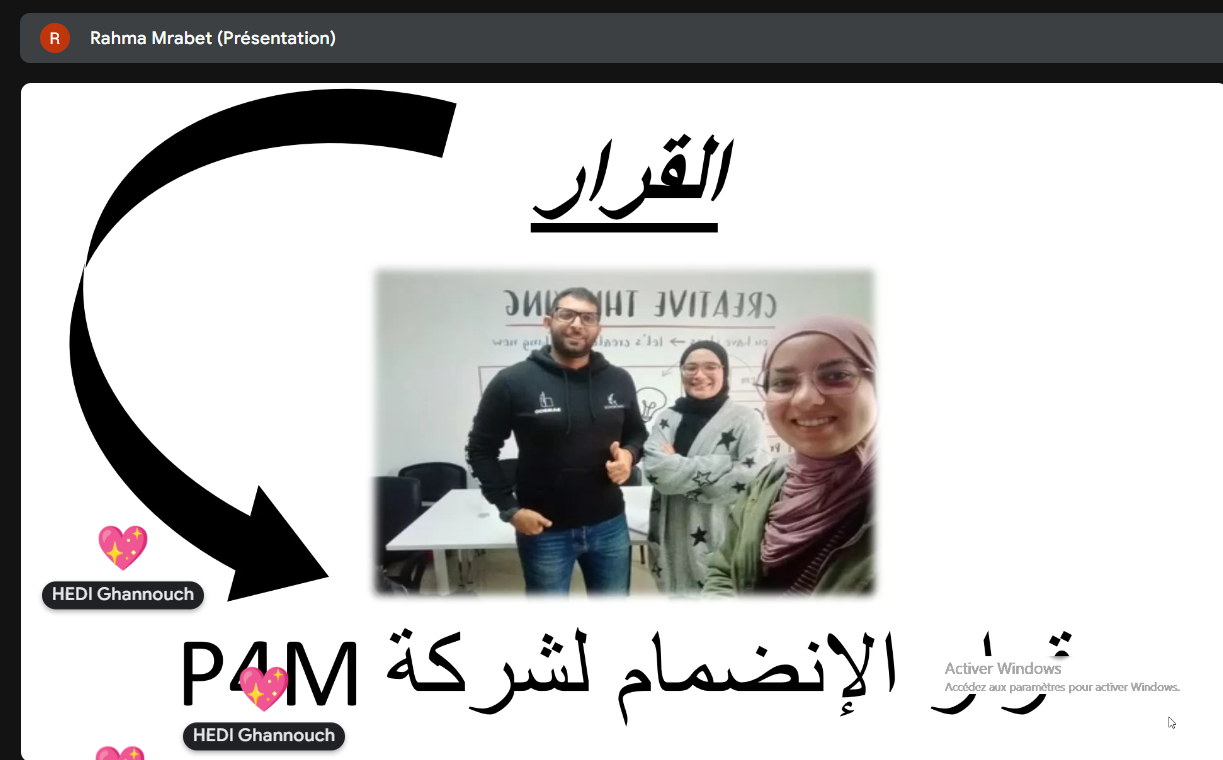 R
Rahma Mrabet (Présentation)
القرار
CREATIVE THINKING
HEDI Ghannouch
قرار الإنضمام لشركة P4M
Activer Windows
Accédez aux paramètres pour activer Windows.
HEDI Ghannouch